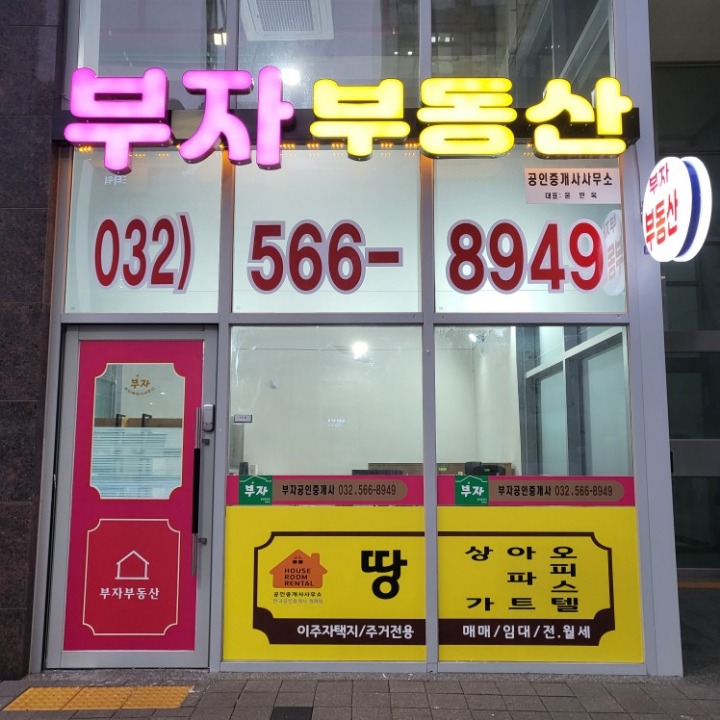 부자부동산
공인중개사사무소
부자
부동산
032) 566-8949
부자
부자 부자공인중개사 032.566-8949
부자 부자공인중개사 032.566-8949
HOUSE
ROOM
RENTAL
공인중개사사무소
땅
상가
아파트
오피스텔
이주자택지/주거전용
매매/임대/전.월세
부자부동산